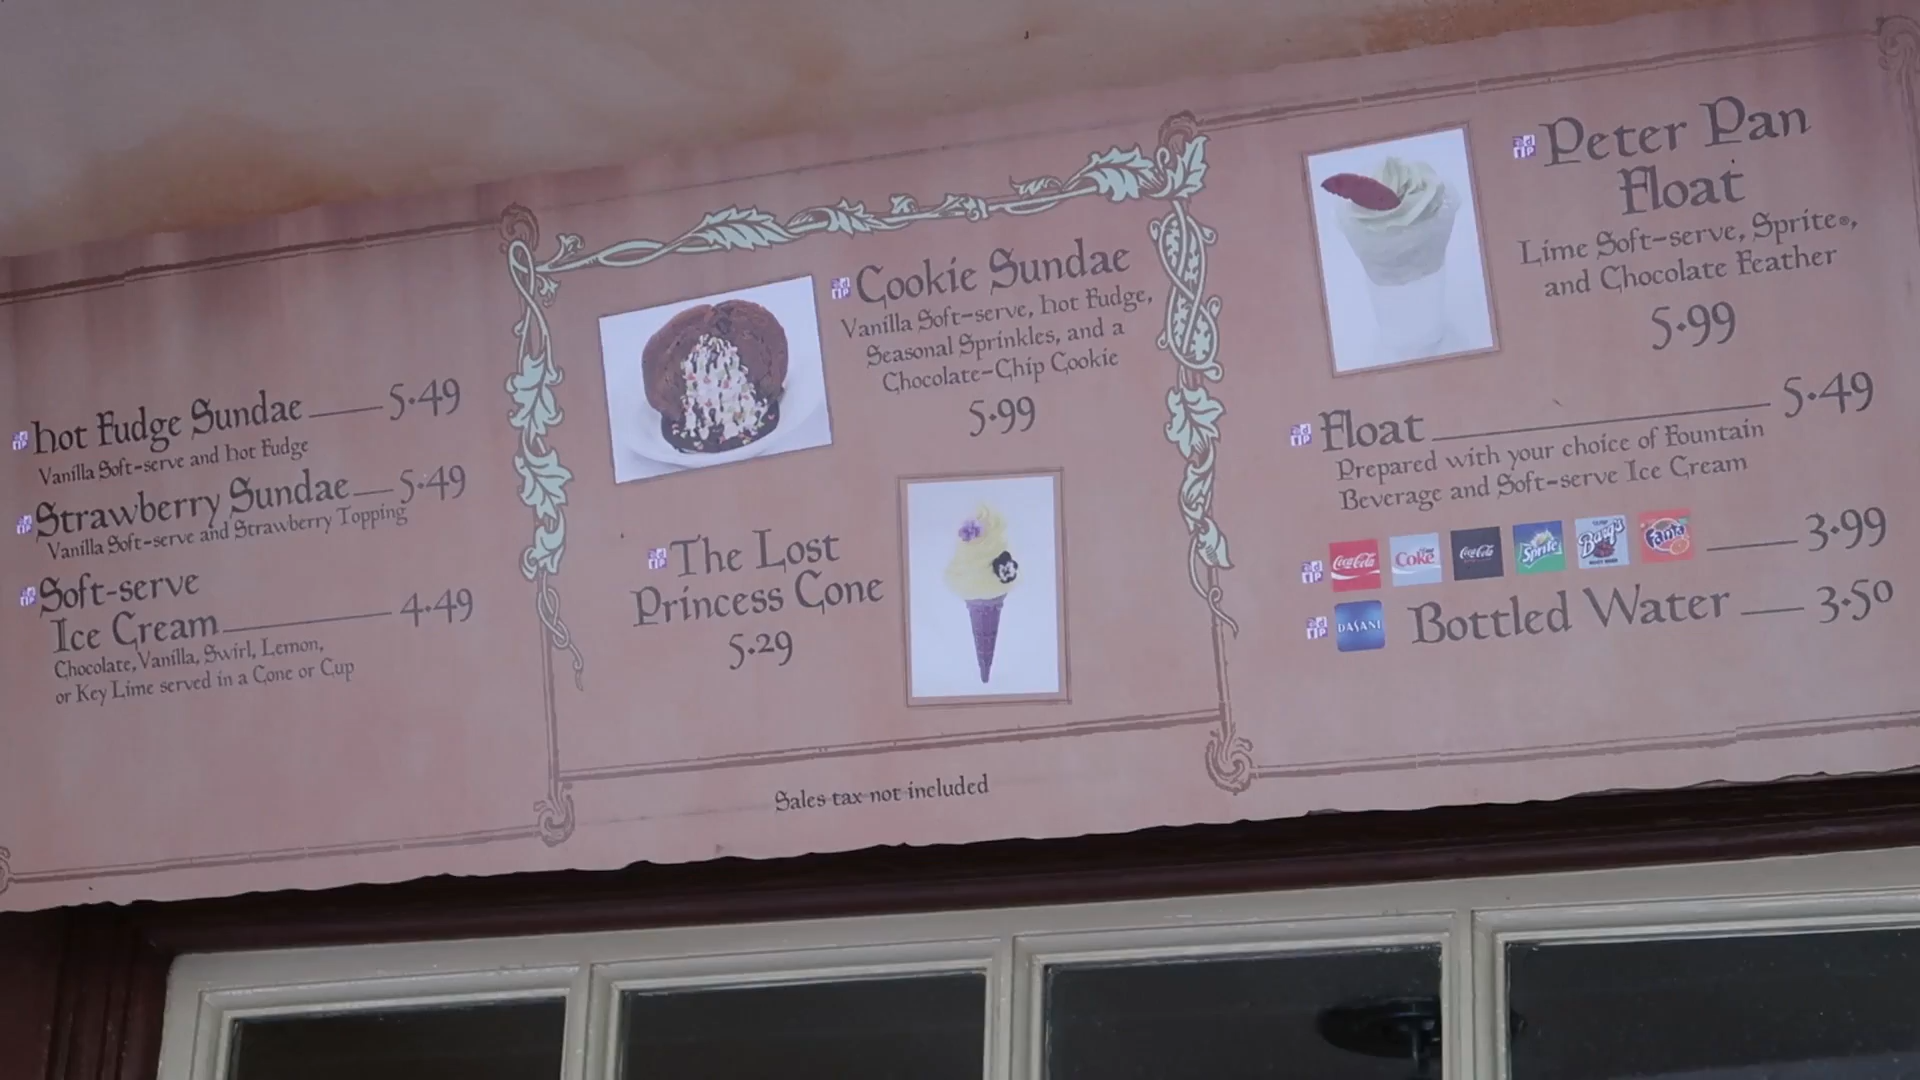 hot Fudge Sundae 5.49
Vanilla Soft-serve and hot Fudge
Strawberry Sundae 5.49
Vanilla Soft-serve and Strawberry Topping
Soft-serve
Ice Cream 4.49
Chocolate, Vanilla, Swirl, Lemon,
or Key Lime served in a Cone or Cup
Cookie Sundae
Vanilla Soft-serve, hot Fudge,
Seasonal Sprinkles, and a
Chocolate-Chip Cookie
5.99
The Lost
Princess Cone
5.29
Sales tax not included
Peter Pan
Float
Lime Soft-serve, Sprite®,
and Chocolate Feather
5.99
Float 5.49
Prepared with your choice of Fountain
Beverage and Soft-serve Ice Cream
Coca-Cola Coke Coca-Cola Sprite Barq's Fanta 3.99
DASANI Bottled Water 3.50